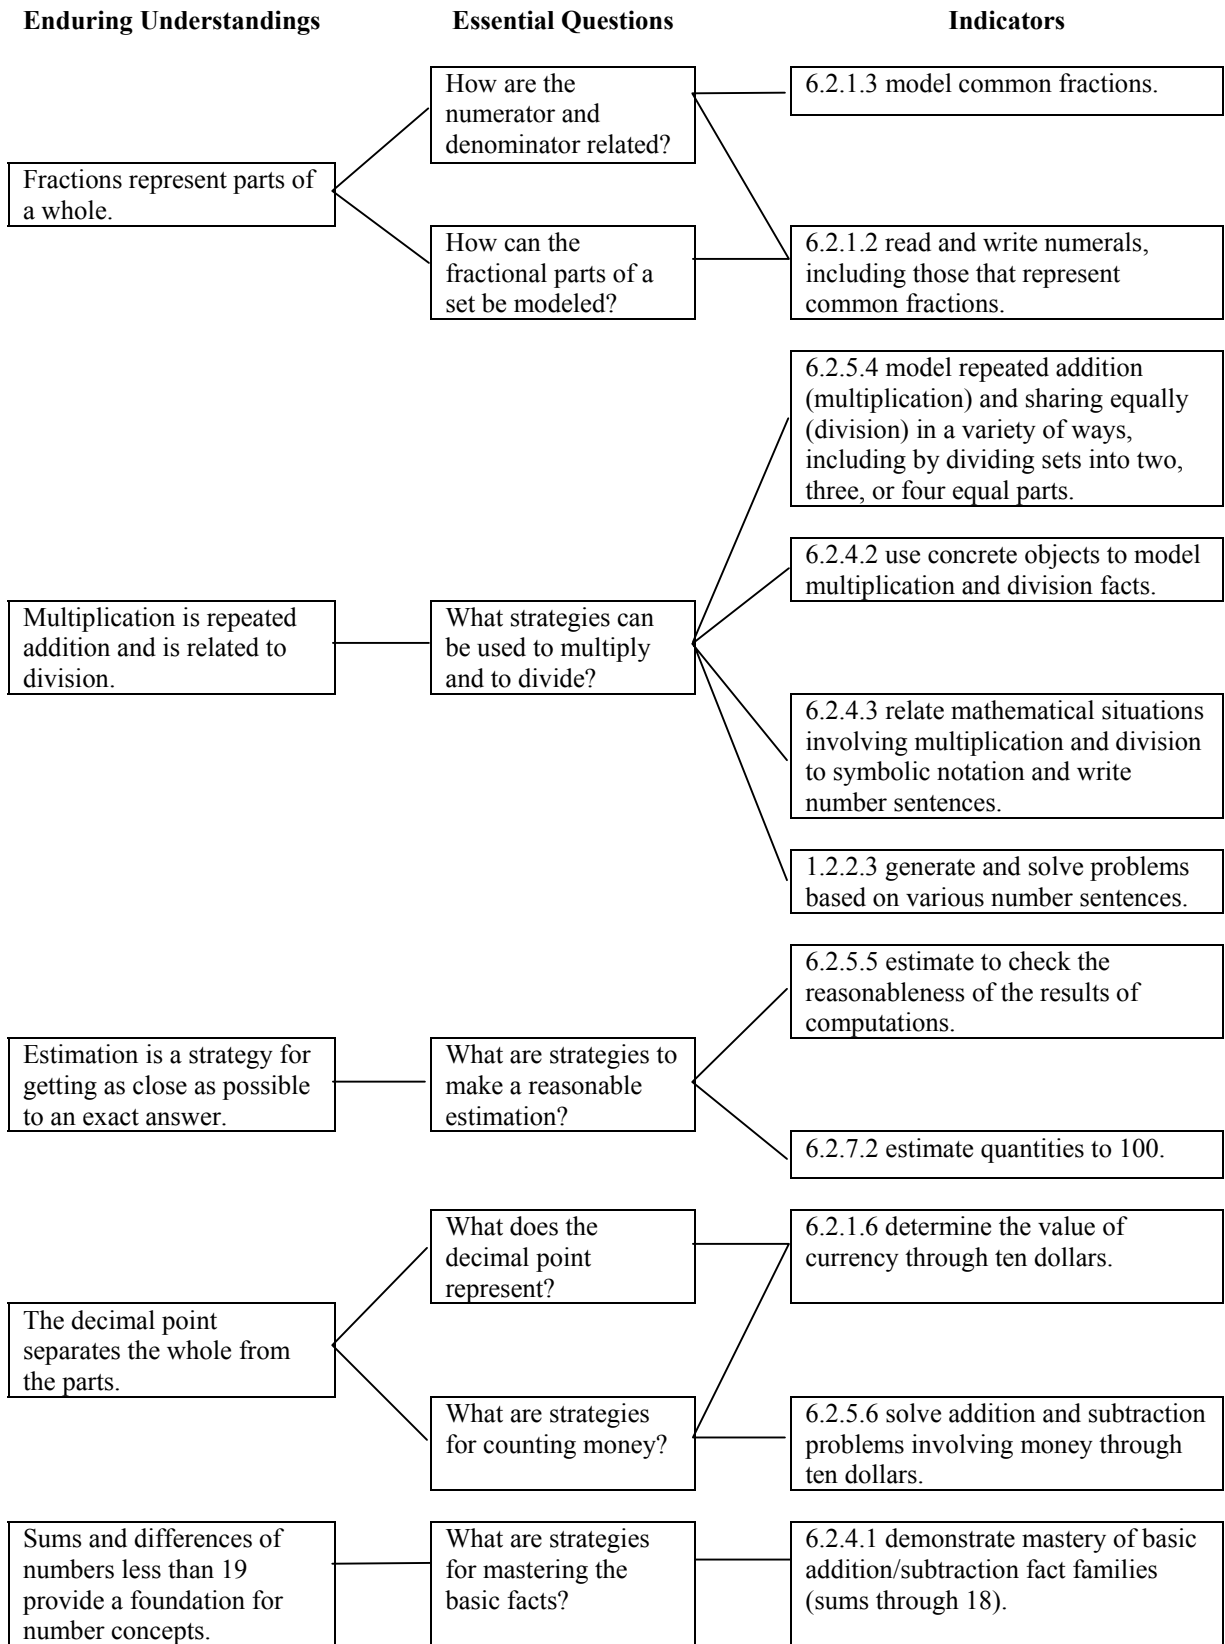 Enduring Understandings
Essential Questions
Indicators
Fractions represent parts of
a whole.
How are the
numerator and
denominator related?
6.2.1.3 model common fractions.
How can the
fractional parts of a
set be modeled?
6.2.1.2 read and write numerals,
including those that represent
common fractions.
Multiplication is repeated
addition and is related to
division.
What strategies can
be used to multiply
and to divide?
6.2.5.4 model repeated addition
(multiplication) and sharing equally
(division) in a variety of ways,
including by dividing sets into two,
three, or four equal parts.
6.2.4.2 use concrete objects to model
multiplication and division facts.
6.2.4.3 relate mathematical situations
involving multiplication and division
to symbolic notation and write
number sentences.
1.2.2.3 generate and solve problems
based on various number sentences.
Estimation is a strategy for
getting as close as possible
to an exact answer.
What are strategies to
make a reasonable
estimation?
6.2.5.5 estimate to check the
reasonableness of the results of
computations.
6.2.7.2 estimate quantities to 100.
The decimal point
separates the whole from
the parts.
What does the
decimal point
represent?
6.2.1.6 determine the value of
currency through ten dollars.
What are strategies
for counting money?
6.2.5.6 solve addition and subtraction
problems involving money through
ten dollars.
Sums and differences of
numbers less than 19
provide a foundation for
number concepts.
What are strategies
for mastering the
basic facts?
6.2.4.1 demonstrate mastery of basic
addition/subtraction fact families
(sums through 18).